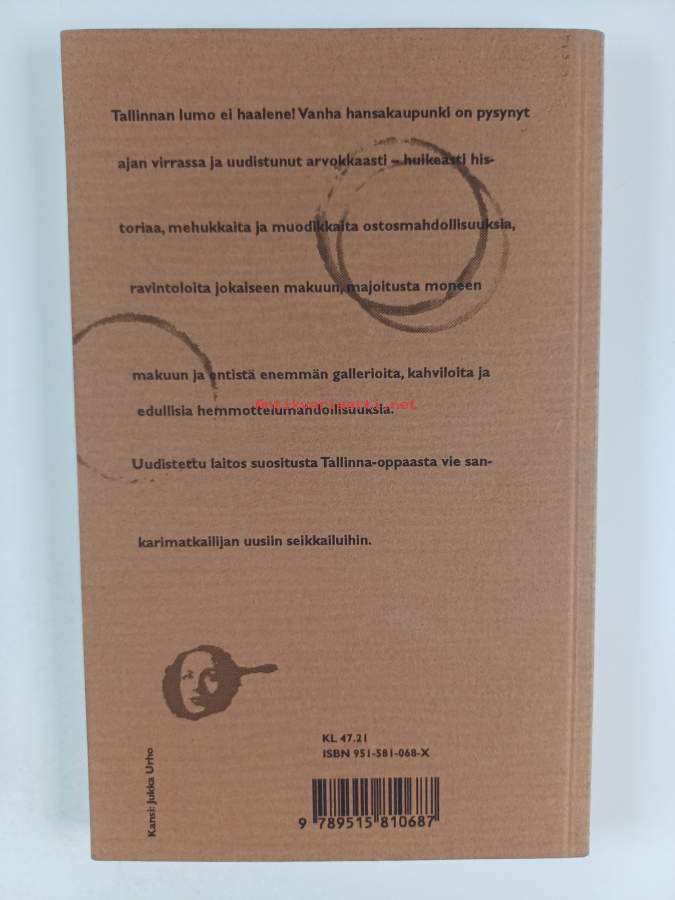 Tallinnan lumo ei haalene! Vanha hansakaupunki on pysynyt
ajan virrassa ja uudistunut arvokkaasti – huikeasti his-
toriaa, mehukkaita ja muodikkaita ostosmahdollisuuksia,
ravintoloita jokaiseen makuun, majoitusta moneen
makuun ja entistä enemmän gallerioita, kahviloita ja
edullisia hemmottelumahdollisuuksia.
Antikvariaatti.net
Uudistettu laitos suositusta Tallinna-oppaasta vie san-
karimatkailijan uusiin seikkailuihin.
Kansi: Jukka Urho
KL 47.21
ISBN 951-581-068-X
9 789515 810687